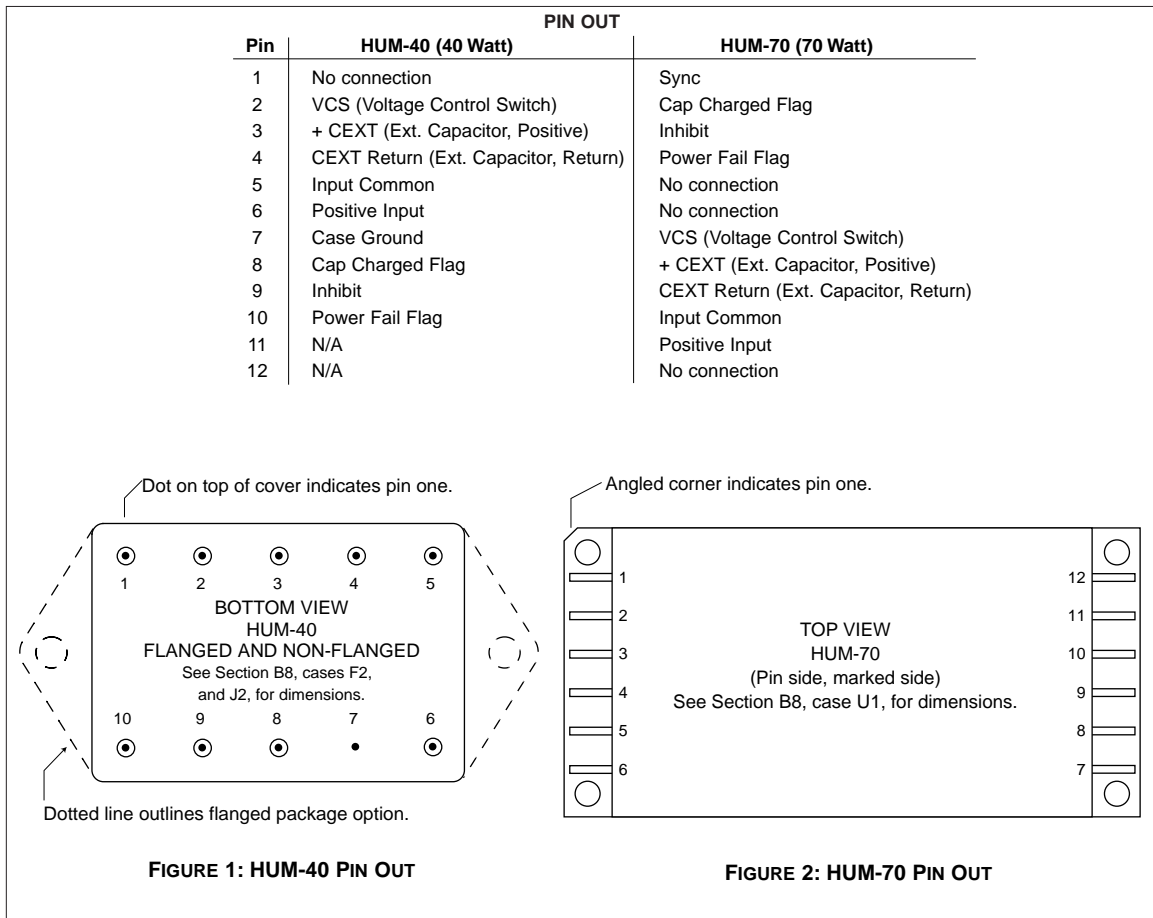 PIN OUT
Pin HUM-40 (40 Watt) HUM-70 (70 Watt)
1 No connection Sync
2 VCS (Voltage Control Switch) Cap Charged Flag
3 + CEXT (Ext. Capacitor, Positive) Inhibit
4 CEXT Return (Ext. Capacitor, Return) Power Fail Flag
5 Input Common No connection
6 Positive Input No connection
7 Case Ground VCS (Voltage Control Switch)
8 Cap Charged Flag + CEXT (Ext. Capacitor, Positive)
9 Inhibit CEXT Return (Ext. Capacitor, Return)
10 Power Fail Flag Input Common
11 N/A Positive Input
12 N/A No connection
Dot on top of cover indicates pin one.
1 2 3 4 5
BOTTOM VIEW
HUM-40
FLANGED AND NON-FLANGED
See Section B8, cases F2,
and J2, for dimensions.
10 9 8 7 6
Dotted line outlines flanged package option.
FIGURE 1: HUM-40 PIN OUT
Angled corner indicates pin one.
1 12
2 11
TOP VIEW
3 HUM-70 10
(Pin side, marked side)
4 See Section B8, case U1, for dimensions. 9
5 8
6 7
FIGURE 2: HUM-70 PIN OUT